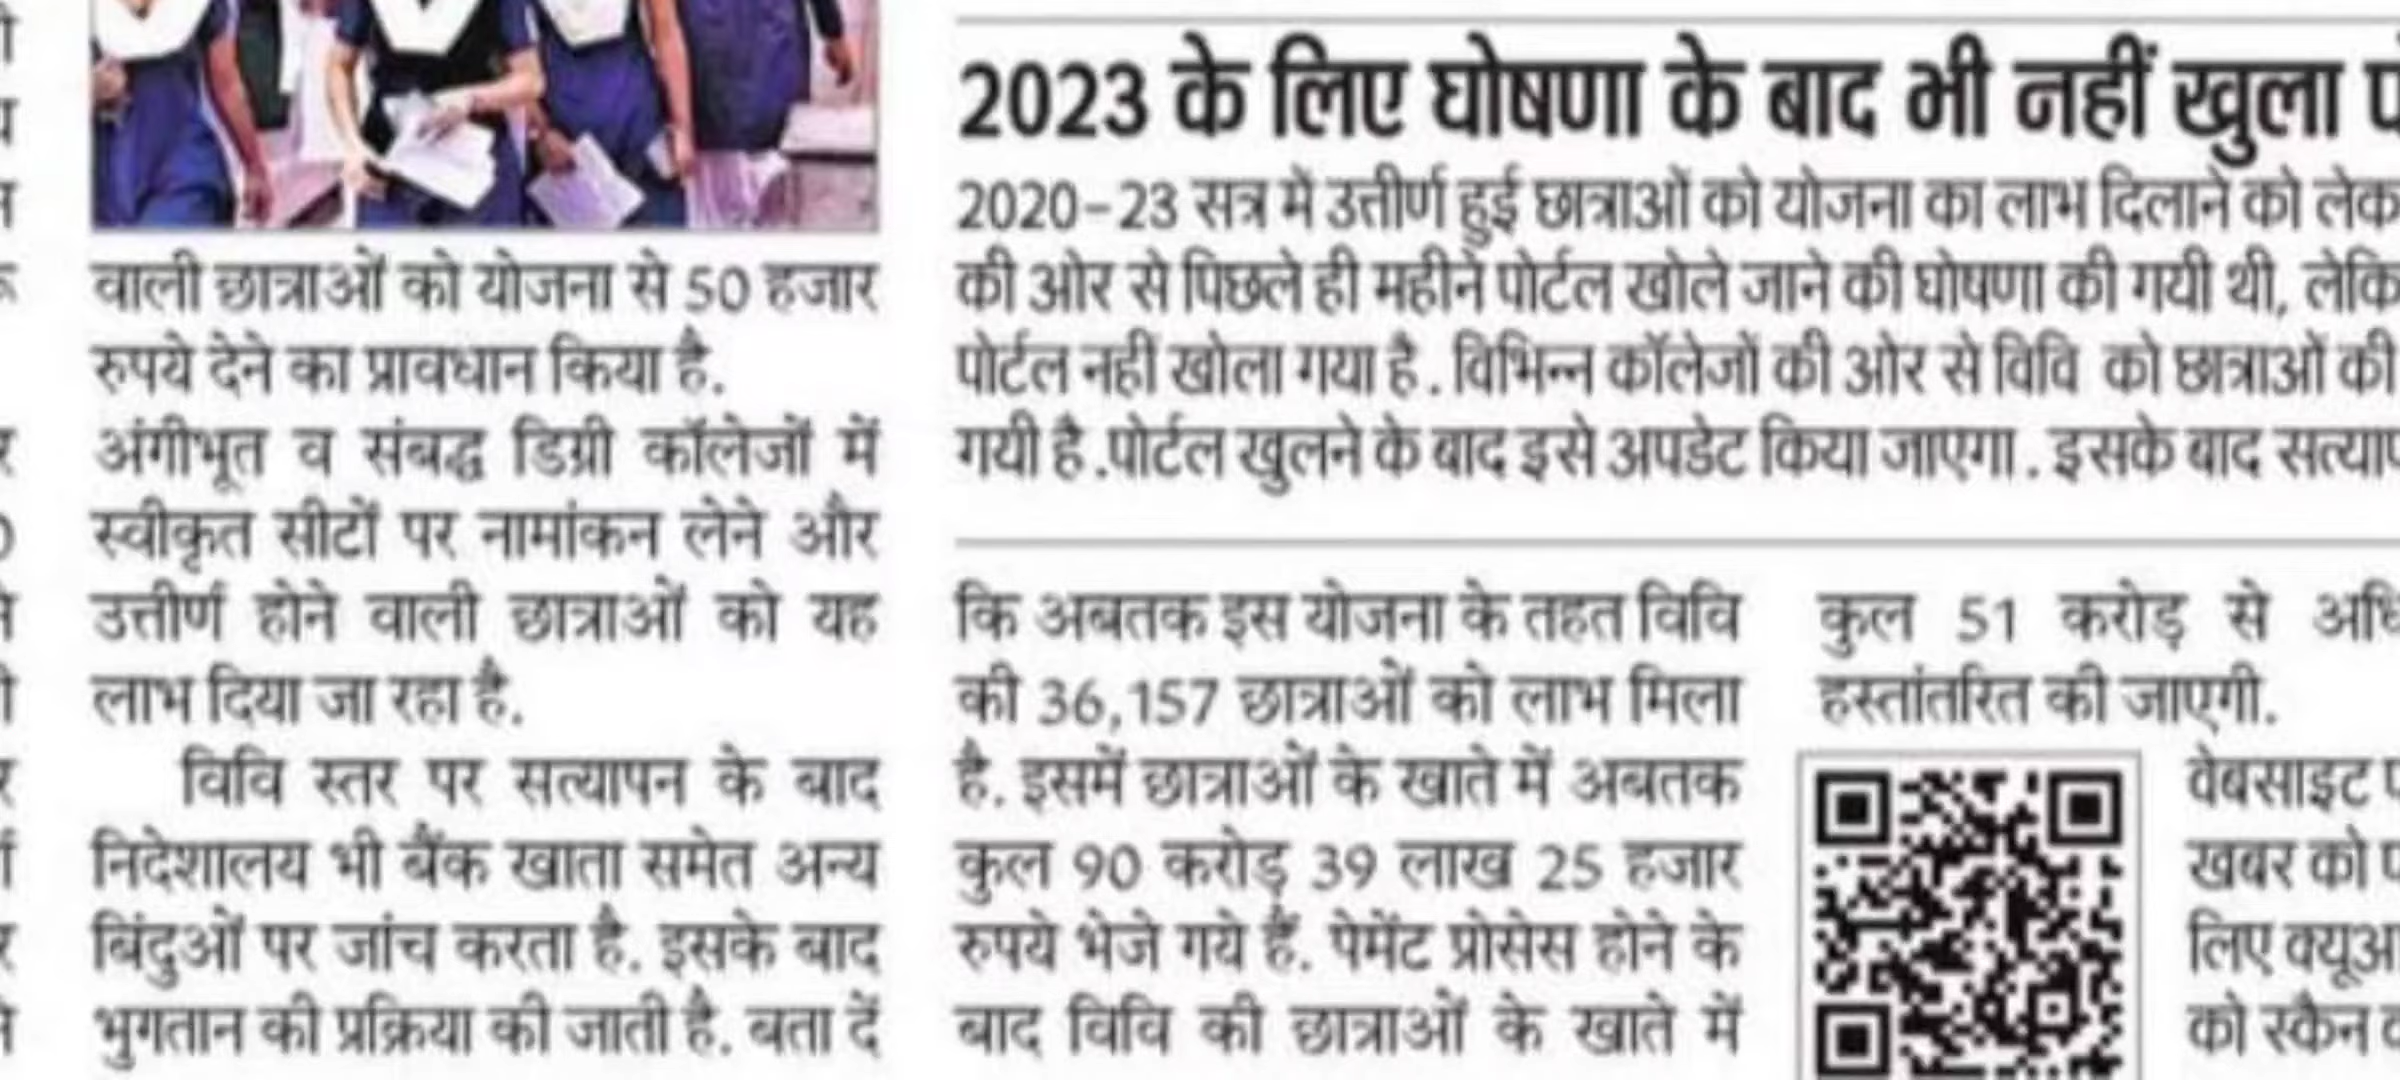 वाली छात्राओं को योजना से 50 हजार
रुपये देने का प्रावधान किया है.
अंगीभूत व संबद्ध डिग्री कॉलेजों में
स्वीकृत सीटों पर नामांकन लेने और
उत्तीर्ण होने वाली छात्राओं को यह
लाभ दिया जा रहा है.
विवि स्तर पर सत्यापन के बाद
निदेशालय भी बैंक खाता समेत अन्य
बिंदुओं पर जांच करता है. इसके बाद
भुगतान की प्रक्रिया की जाती है. बता दें
2023 के लिए घोषणा के बाद भी नहीं खुला
2020-23 सत्र में उत्तीर्ण हुई छात्राओं को योजना का लाभ दिलाने को
की ओर से पिछले ही महीने पोर्टल खोले जाने की घोषणा की गयी थी,
पोर्टल नहीं खोला गया है. विभिन्न कॉलेजों की ओर से विवि को छात्राओं की
गयी है.पोर्टल खुलने के बाद इसे अपडेट किया जाएगा. इसके बाद
कि अबतक इस योजना के तहत विवि
की 36,157 छात्राओं को लाभ मिला
है. इसमें छात्राओं के खाते में अबतक
कुल 90 करोड़ 39 लाख 25 हजार
रुपये भेजे गये हैं. पेमेंट प्रोसेस होने के
बाद विवि की छात्राओं के खाते में
कुल 51 करोड़ से
हस्तांतरित की जाएगी.
वेबसाइट
खबर को
लिए
को स्कैन